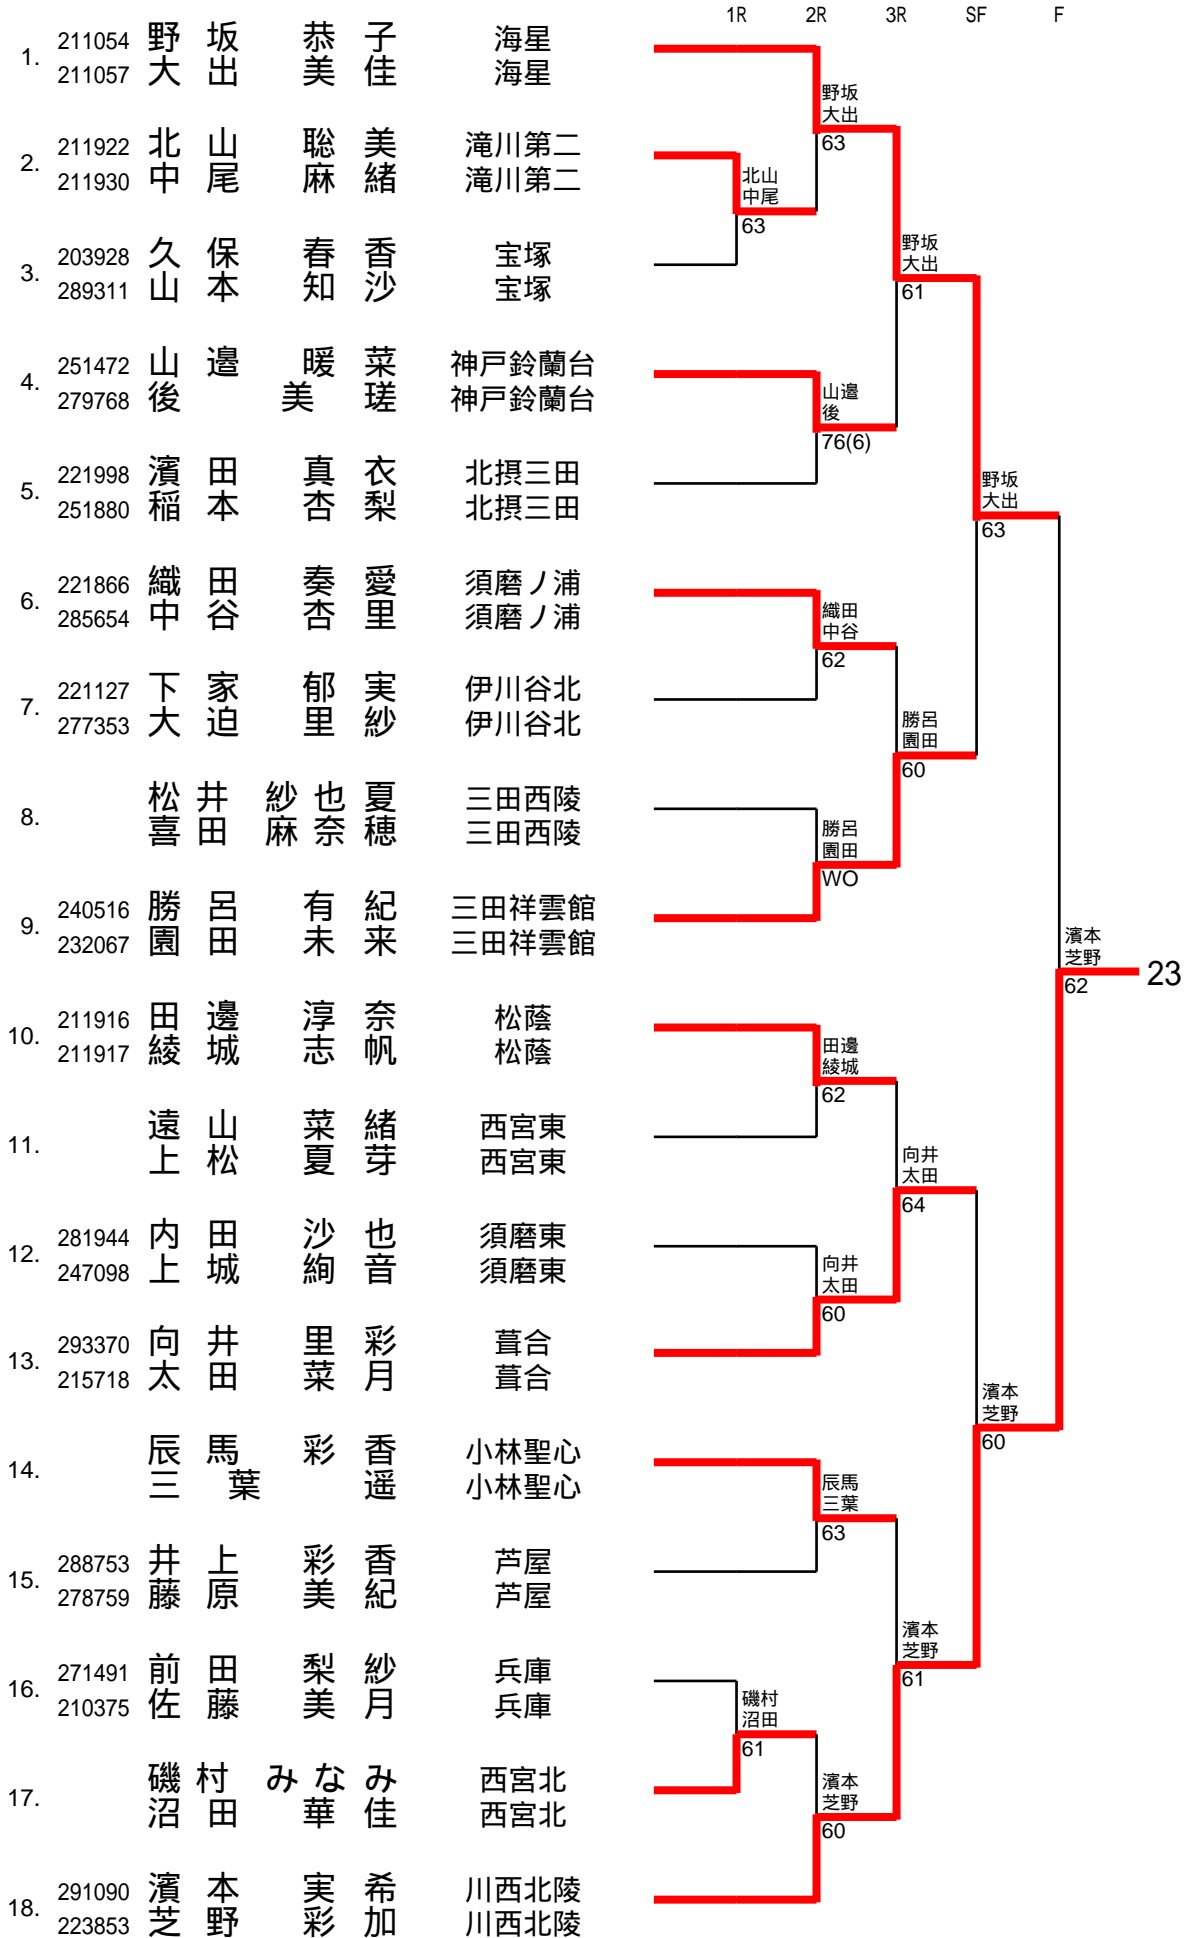 1R 2R 3R SF F
1. 211054 野坂 恭子 海星
211057 大出 美佳 海星
野坂
大出
63
2. 211922 北山 聡美 滝川第二
211930 中尾 麻緒 滝川第二
北山
中尾
63
3. 203928 久保 春香 宝塚
289311 山本 知沙 宝塚
野坂
大出
61
4. 251472 山邉 暖菜 神戸鈴蘭台
279768 後 美瑳 神戸鈴蘭台
山邉
後
76(6)
5. 221998 濱田 真衣 北摂三田
251880 稲本 杏梨 北摂三田
野坂
大出
63
6. 221866 織田 奏愛 須磨ノ浦
285654 中谷 杏里 須磨ノ浦
織田
中谷
62
7. 221127 下家 郁実 伊川谷北
277353 大迫 里紗 伊川谷北
勝呂
園田
60
8. 松井 紗也夏 三田西陵
喜田 麻奈穂 三田西陵
勝呂
園田
WO
9. 240516 勝呂 有紀 三田祥雲館
232067 園田 未来 三田祥雲館
濱本
芝野
62
23
10. 211916 田邊 淳奈 松蔭
211917 綾城 志帆 松蔭
田邊
綾城
62
11. 遠山 菜緒 西宮東
上松 夏芽 西宮東
向井
太田
64
12. 281944 内田 沙也 須磨東
247098 上城 絢音 須磨東
向井
太田
60
13. 293370 向井 里彩 葺合
215718 太田 菜月 葺合
濱本
芝野
60
14. 辰馬 彩香 小林聖心
三葉 遥 小林聖心
辰馬
三葉
63
15. 288753 井上 彩香 芦屋
278759 藤原 美紀 芦屋
濱本
芝野
61
16. 271491 前田 梨紗 兵庫
210375 佐藤 美月 兵庫
磯村
沼田
61
17. 磯村 みなみ 西宮北
沼田 華佳 西宮北
濱本
芝野
60
18. 291090 濱本 実希 川西北陵
223853 芝野 彩加 川西北陵